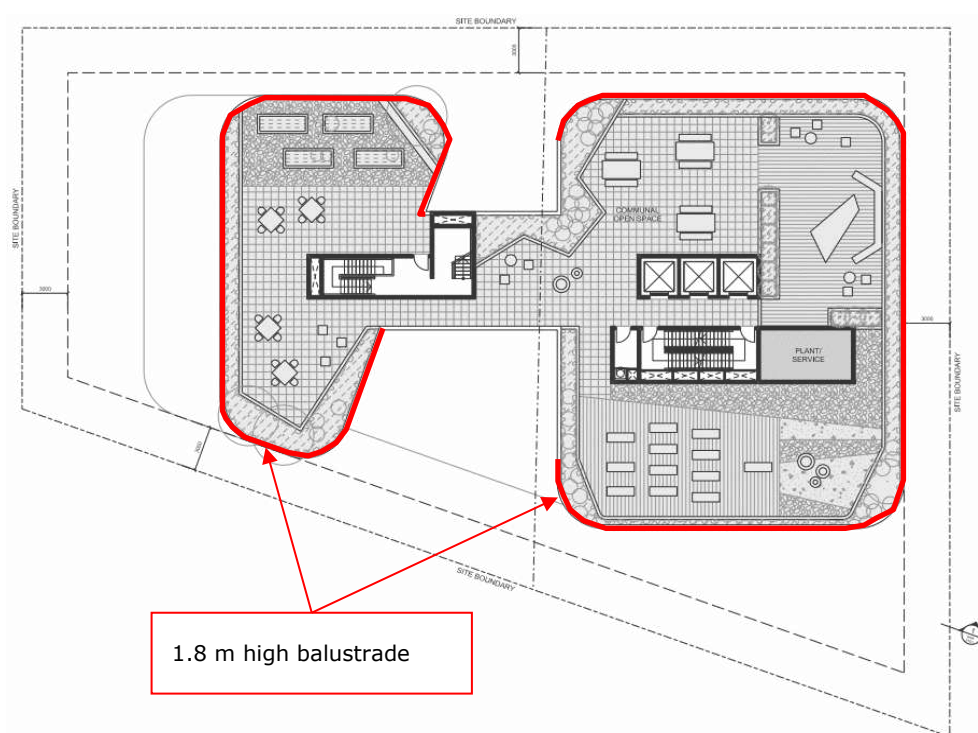 SITE BOUNDARY
3000
SITE BOUNDARY
COMMUNAL
OPEN SPACE
3000
3000
PLANT/
SERVICE
SITE BOUNDARY
3000
SITE BOUNDARY
1.8 m high balustrade